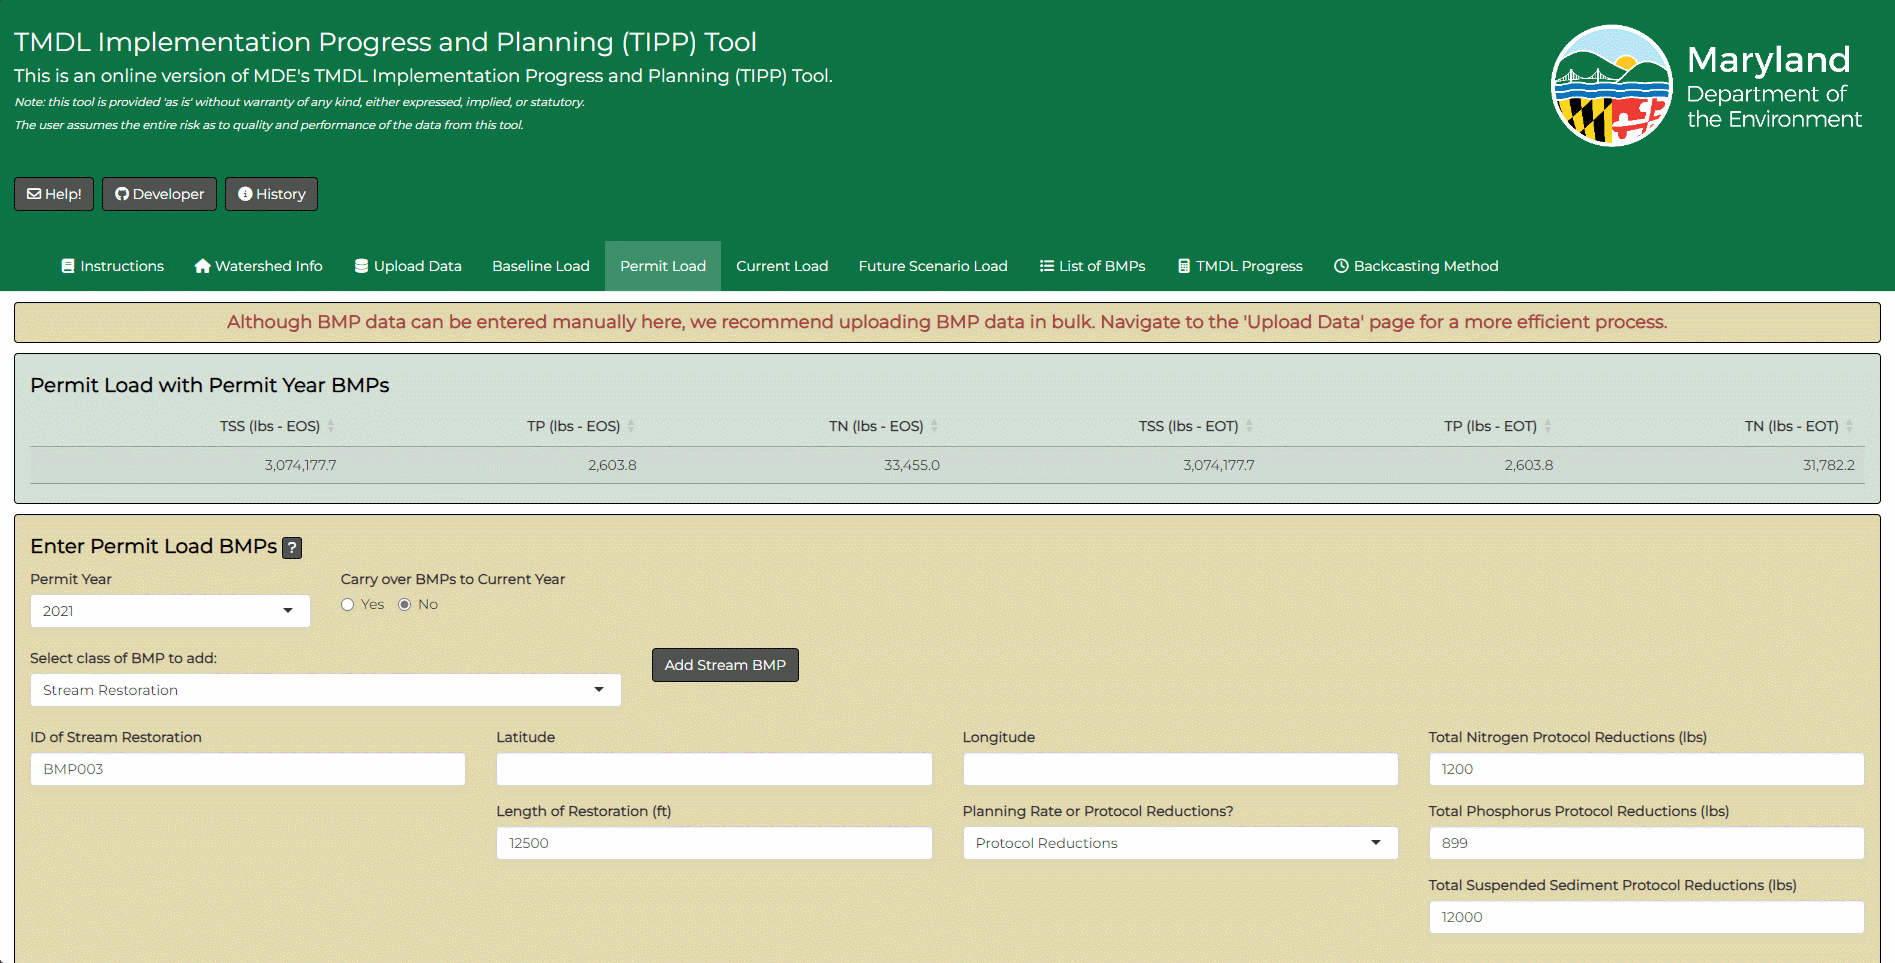 TMDL Implementation Progress and Planning (TIPP) Tool
This is an online version of MDE's TMDL Implementation Progress and Planning (TIPP) Tool.
Note: this tool is provided 'as is' without warranty of any kind, either expressed, implied, or statutory.
The user assumes the entire risk as to quality and performance of the data from this tool.
Maryland
Department of
the Environment
Help! Developer History
Instructions Watershed Info Upload Data Baseline Load Permit Load Current Load Future Scenario Load List of BMPs TMDL Progress Backcasting Method
Although BMP data can be entered manually here, we recommend uploading BMP data in bulk. Navigate to the 'Upload Data' page for a more efficient process.
Permit Load with Permit Year BMPs
TSS (lbs - EOS) TP (lbs - EOS) TN (lbs - EOS) TSS (lbs - EOT) TP (lbs - EOT) TN (lbs - EOT)
3,074,177.7 2,603.8 33,455.0 3,074,177.7 2,603.8 31,782.2
Enter Permit Load BMPs ?
Permit Year Carry over BMPs to Current Year
2021 Yes No
Select class of BMP to add:
Stream Restoration Add Stream BMP
ID of Stream Restoration Latitude Longitude Total Nitrogen Protocol Reductions (lbs)
BMP003 1200
Length of Restoration (ft) Planning Rate or Protocol Reductions? Total Phosphorus Protocol Reductions (lbs)
12500 Protocol Reductions 899
Total Suspended Sediment Protocol Reductions (lbs)
12000